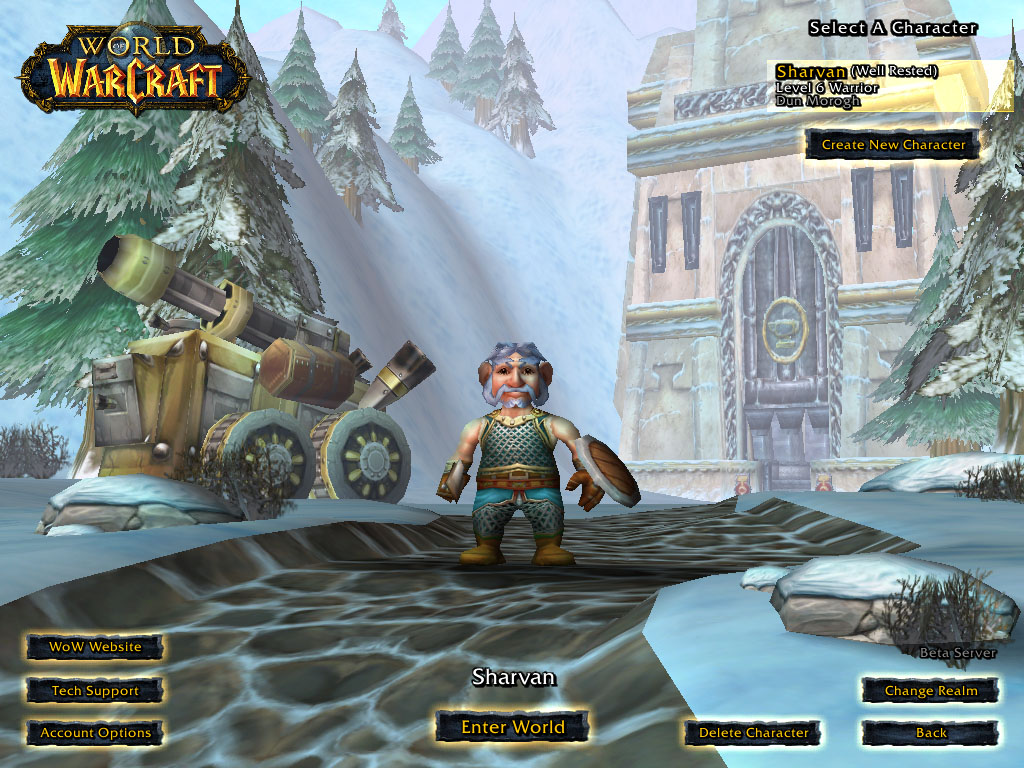 WORLD
OF
WARCRAFT
Select A Character
Sharvan (Well Rested)
Level 6 Warrior
Dun Morogh
Create New Character
WoW Website
Tech Support
Account Options
Sharvan
Enter World
Delete Character
Beta Server
Change Realm
Back